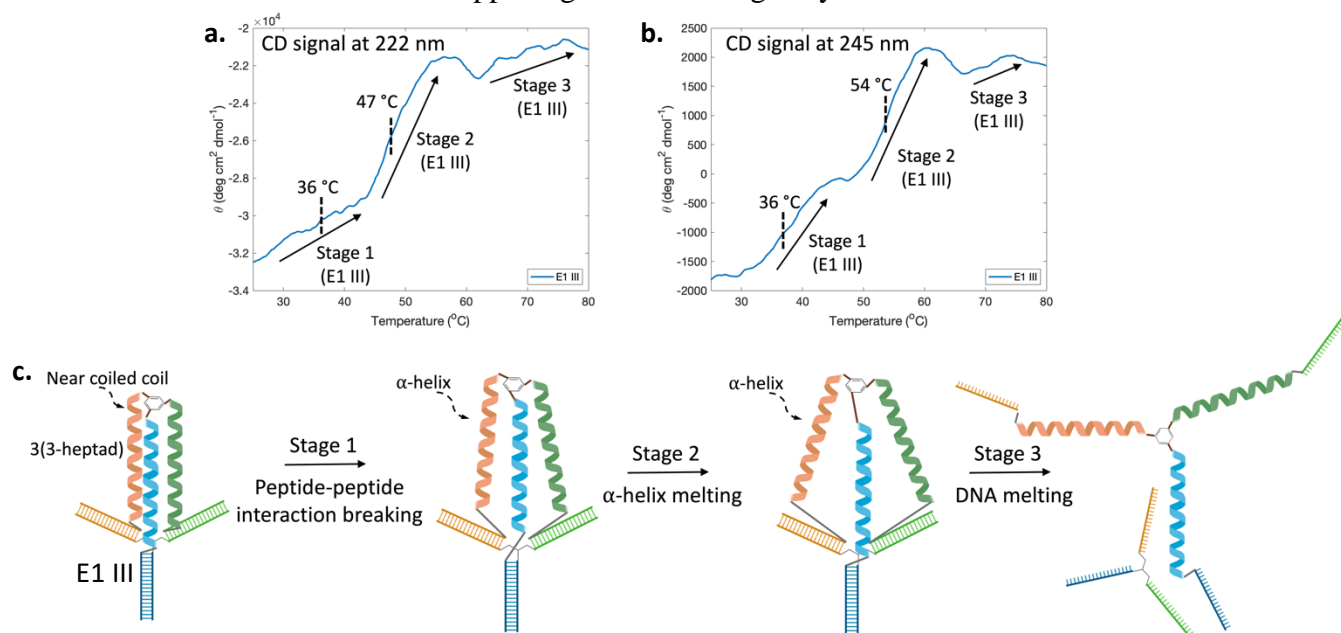 a.
×10⁴
CD signal at 222 nm
-2
-2.2
-2.4
-2.6
-2.8
-3
-3.2
-3.4
θ (deg cm² dmol⁻¹)
36 °C
47 °C
Stage 1
(E1 III)
Stage 2
(E1 III)
Stage 3
(E1 III)
E1 III
30 40 50 60 70 80
Temperature (°C)
b.
CD signal at 245 nm
2500
2000
1500
1000
500
0
-500
-1000
-1500
-2000
θ (deg cm² dmol⁻¹)
36 °C
54 °C
Stage 1
(E1 III)
Stage 2
(E1 III)
Stage 3
(E1 III)
E1 III
30 40 50 60 70 80
Temperature (°C)
c.
Near coiled coil
3(3-heptad)
E1 III
Stage 1
Peptide-peptide
interaction breaking
α-helix
Stage 2
α-helix melting
α-helix
Stage 3
DNA melting